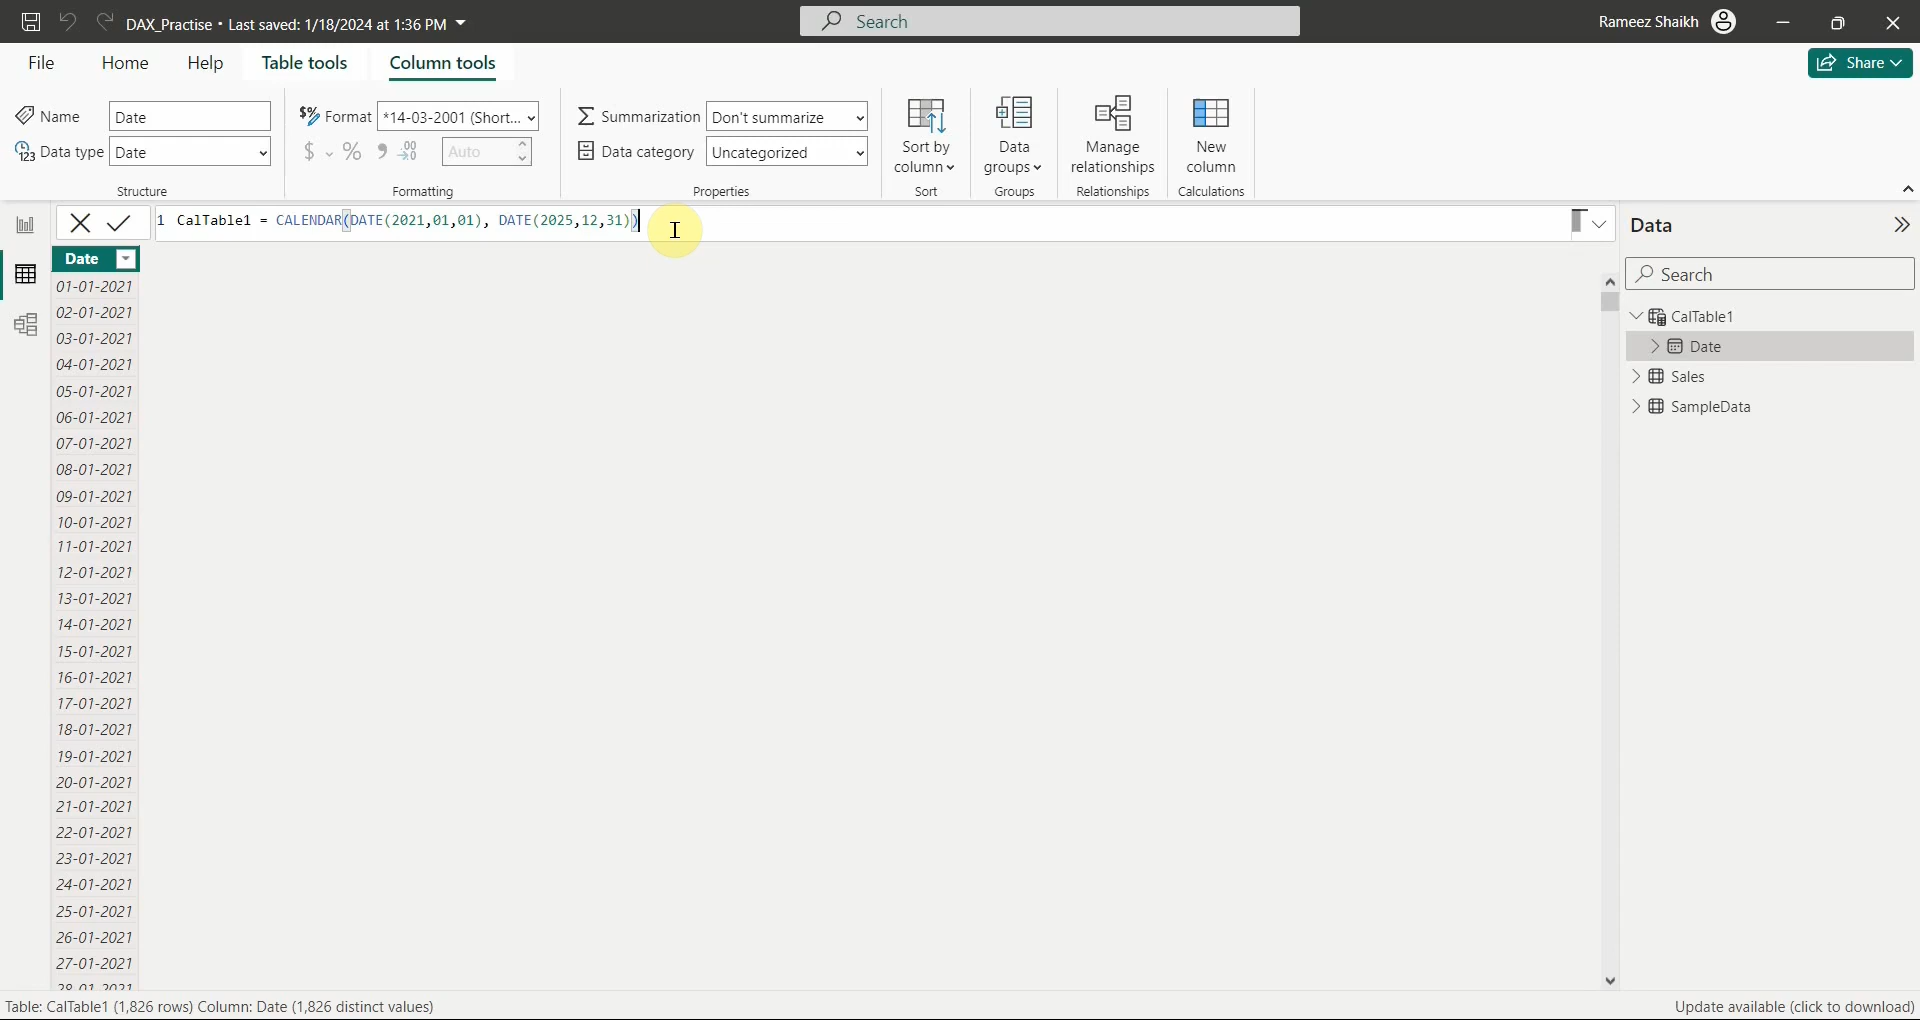 DAX_Practise • Last saved: 1/18/2024 at 1:36 PM
Search
Rameez Shaikh
File
Home
Help
Table tools
Column tools
Share
Name
Date
Format
*14-03-2001 (Short...
Summarization
Don't summarize
Data type
Date
$
%
Auto
Data category
Uncategorized
Sort by
column
Data
groups
Manage
relationships
New
column
Structure
Formatting
Properties
Sort
Groups
Relationships
Calculations
1 CalTable1 = CALENDAR(DATE(2021,01,01), DATE(2025,12,31))
Date
01-01-2021
02-01-2021
03-01-2021
04-01-2021
05-01-2021
06-01-2021
07-01-2021
08-01-2021
09-01-2021
10-01-2021
11-01-2021
12-01-2021
13-01-2021
14-01-2021
15-01-2021
16-01-2021
17-01-2021
18-01-2021
19-01-2021
20-01-2021
21-01-2021
22-01-2021
23-01-2021
24-01-2021
25-01-2021
26-01-2021
27-01-2021
28-01-2021
Data
Search
CalTable1
Date
Sales
SampleData
Table: CalTable1 (1,826 rows) Column: Date (1,826 distinct values)
Update available (click to download)